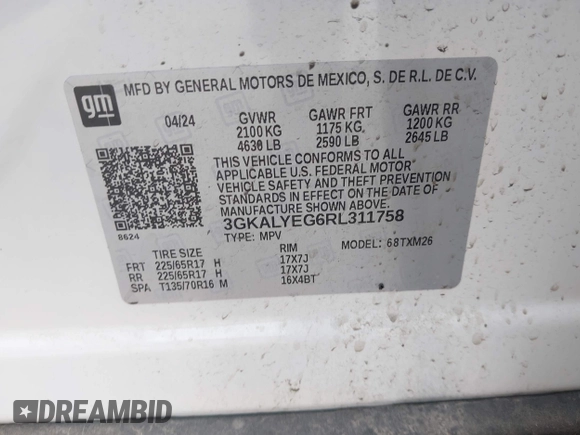 gm
MFD BY GENERAL MOTORS DE MEXICO, S. DE R.L. DE C.V.
04/24 GVWR GAWR FRT GAWR RR
2100 KG 1175 KG, 1200 KG
4630 LB 2590 LB 2645 LB
THIS VEHICLE CONFORMS TO ALL
APPLICABLE U.S. FEDERAL MOTOR
VEHICLE SAFETY AND THEFT PREVENTION
STANDARDS IN EFFECT ON THE DATE OF
MANUFACTURE SHOWN ABOVE.
3GKALYEG6RL311758
8624 TYPE: MPV MODEL: 68TXM26
TIRE SIZE RIM
FRT 225/65R17 H 17X7J
RR 225/65R17 H 17X7J
SPA T135/70R16 M 16X4BT
DREAMBID